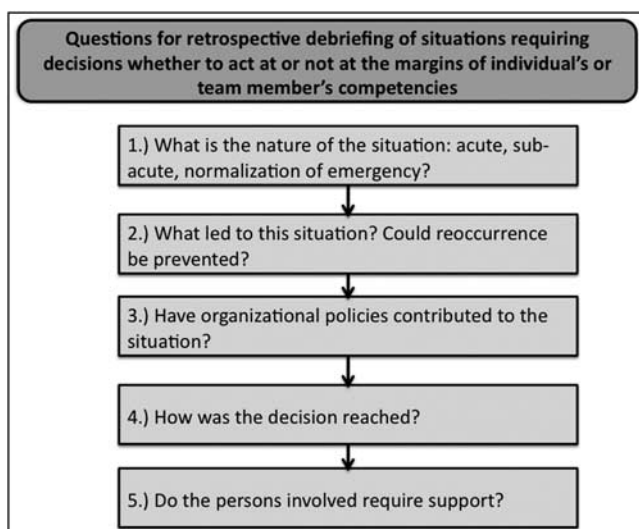 Questions for retrospective debriefing of situations requiring
decisions whether to act at or not at the margins of individual's or
team member's competencies
1.) What is the nature of the situation: acute, sub-
acute, normalization of emergency?
2.) What led to this situation? Could reoccurrence
be prevented?
3.) Have organizational policies contributed to the
situation?
4.) How was the decision reached?
5.) Do the persons involved require support?